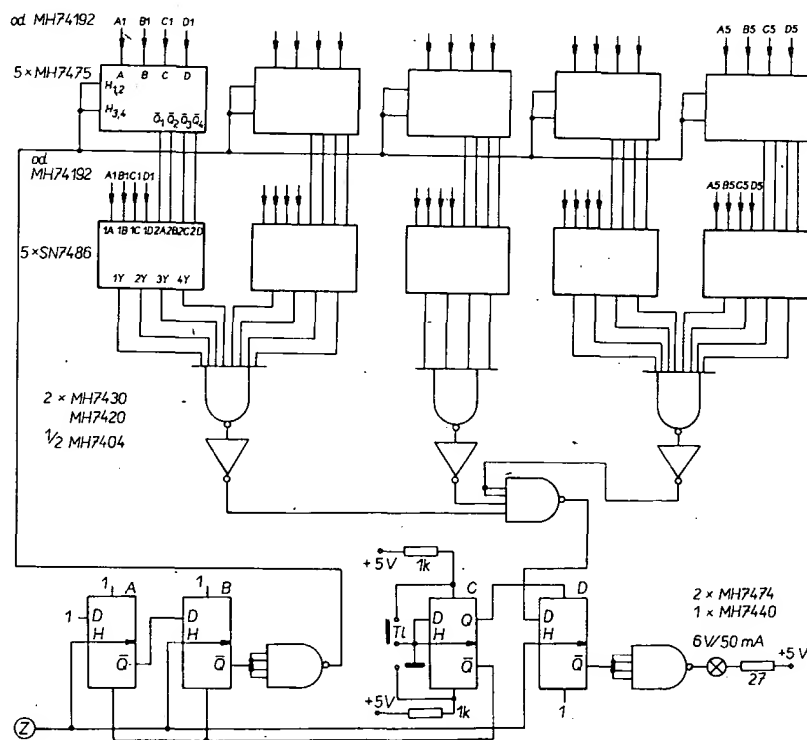 od MH74192 A1 B1 C1 D1 A5 B5 C5 D5
5×MH7475 A B C D
H1,2
H3,4 Q̄1 Q̄2 Q̄3 Q̄4
od
MH74192 A1 B1 C1 D1 A5 B5 C5 D5
1A 1B 1C 1D 2A 2B 2C 2D
5×SN7486
1Y 2Y 3Y 4Y
2 × MH7430
MH7420
1/2 MH7404
+5V 1k
1 A 1 B C D 2 × MH7474
1 × MH7440
1 D D D Q D
H H Tl H H 6V/50 mA +5V
Q̄ Q̄ Q̄ Q̄
27
+5V 1k 1
Z